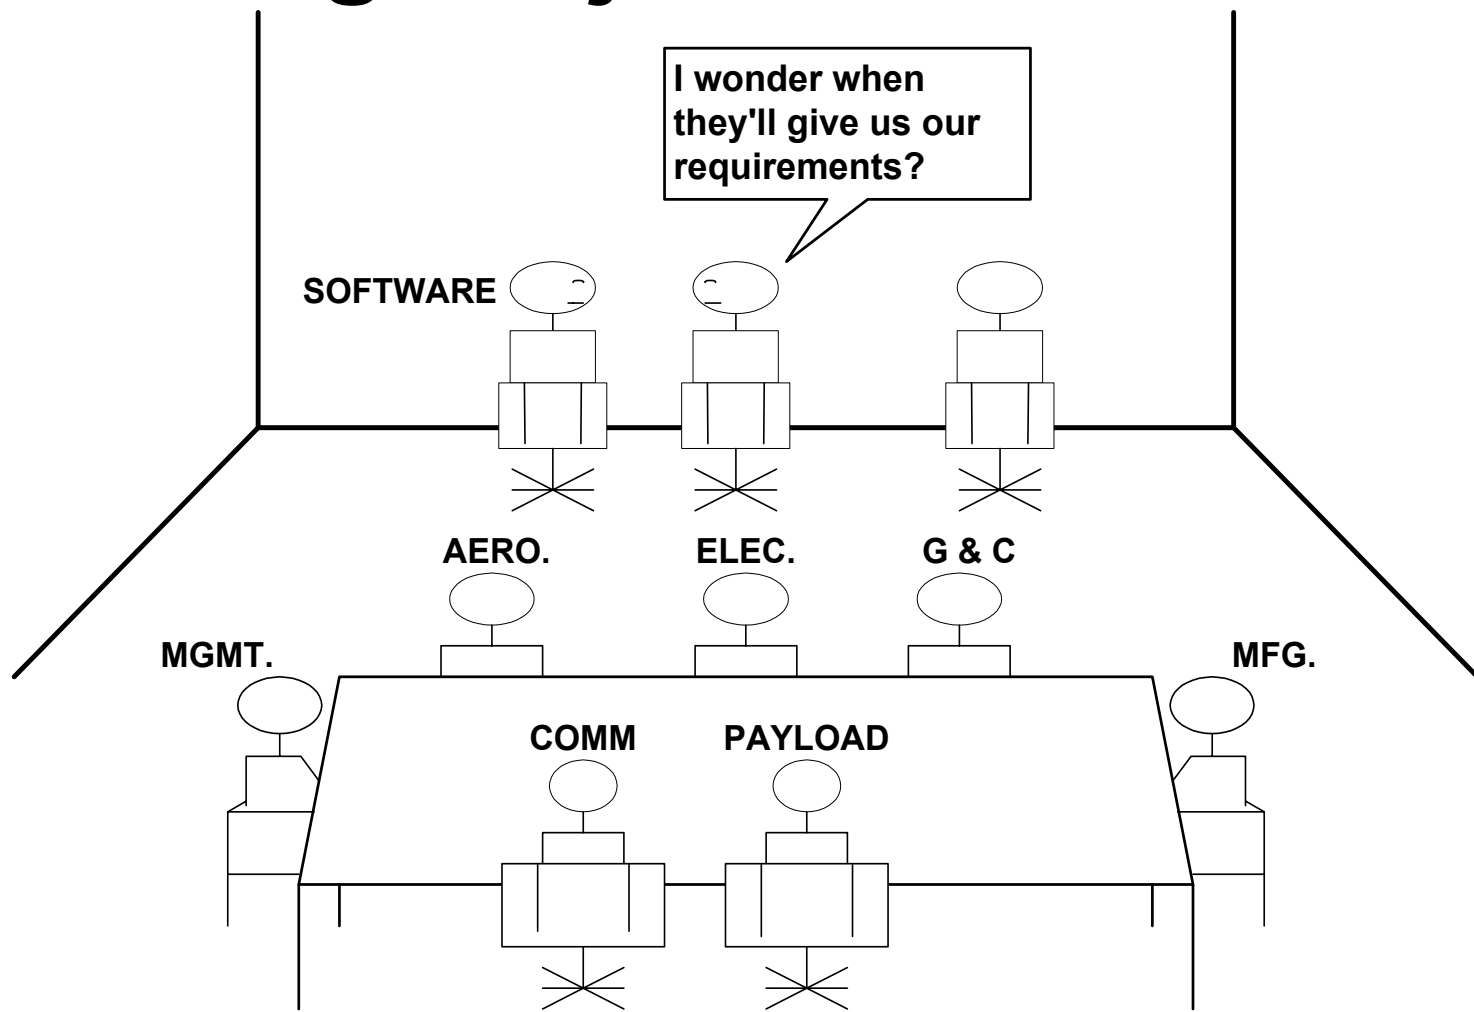 I wonder when
they'll give us our
requirements?
SOFTWARE
AERO. ELEC. G & C
MGMT. MFG.
COMM PAYLOAD